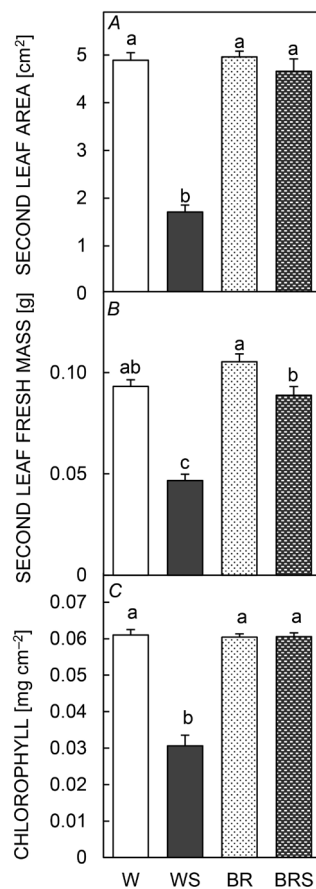 SECOND LEAF AREA [cm²]
A
5
4
3
2
1
0
a
b
a
a
SECOND LEAF FRESH MASS [g]
B
0.10
0.05
0
ab
c
a
b
CHLOROPHYLL [mg cm⁻²]
C
0.07
0.06
0.05
0.04
0.03
0.02
0.01
0
a
b
a
a
W WS BR BRS